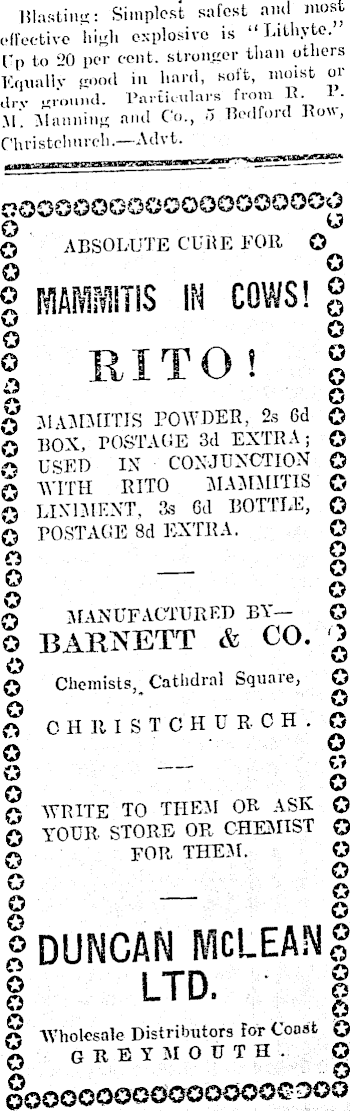 Blasting: Simplest safest and most
effective high explosive is "Lithyte."
Up to 20 per cent. stronger than others
Equally good in hard, soft, moist or
dry ground. Particulars from R. P.
M. Manning and Co., 5 Bedford Row,
Christchurch.—Advt.
ABSOLUTE CURE FOR
MAMMITIS IN COWS!
RITO!
MAMMITIS POWDER, 2s 6d
BOX, POSTAGE 3d EXTRA;
USED IN CONJUNCTION
WITH RITO MAMMITIS
LINIMENT, 3s 6d BOTTLE,
POSTAGE 8d EXTRA.
MANUFACTURED BY—
BARNETT & CO.
Chemists, Cathdral Square,
CHRISTCHURCH.
WRITE TO THEM OR ASK
YOUR STORE OR CHEMIST
FOR THEM.
DUNCAN McLEAN
LTD.
Wholesale Distributors for Coast
GREYMOUTH.